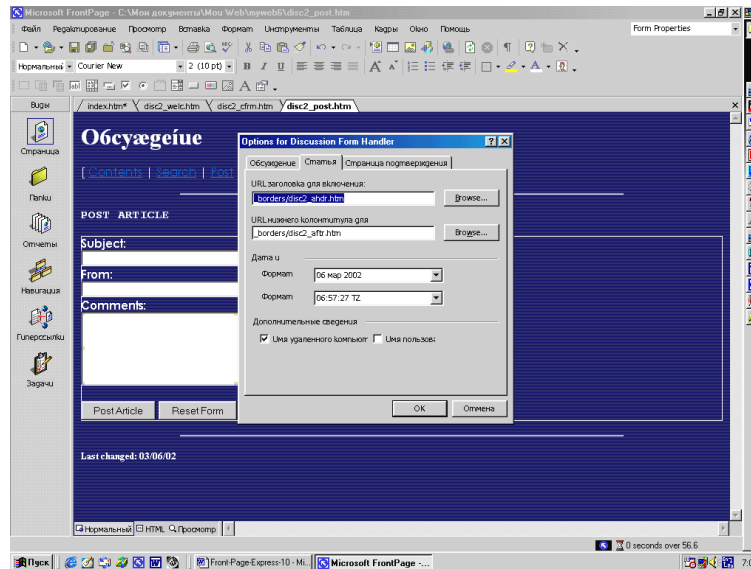 Microsoft FrontPage - C:\Мои документы\Mou Web\myweb6\disc2_post.htm
Файл Редактирование Просмотр Вставка Формат Инструменты Таблица Кадры Окно Помощь
Form Properties
Нормальный Courier New 2 (10 pt)
Виды
index.htm* disc2_welc.htm disc2_cfrm.htm disc2_post.htm
Страница
Папки
Отчеты
Навигация
Гиперссылки
Задачи
Обсуægeíue
[ Contents | Search | Post
POST ARTICLE
Subject:
From:
Comments:
Post Article Reset Form
Last changed: 03/06/02
Options for Discussion Form Handler
Обсуждение Статья Страница подтверждения
URL заголовка для включения:
_borders/disc2_ahdr.htm Browse...
URL нижнего колонтитула для
_borders/disc2_aftr.htm Browse...
Дата и
Формат 06 мар 2002
Формат 06:57:27 TZ
Дополнительные сведения
Имя удаленного компьют Имя пользов
OK Отмена
Нормальный HTML Просмотр
0 seconds over 56.6
Пуск Front-Page-Express-10 - Mi... Microsoft FrontPage -...